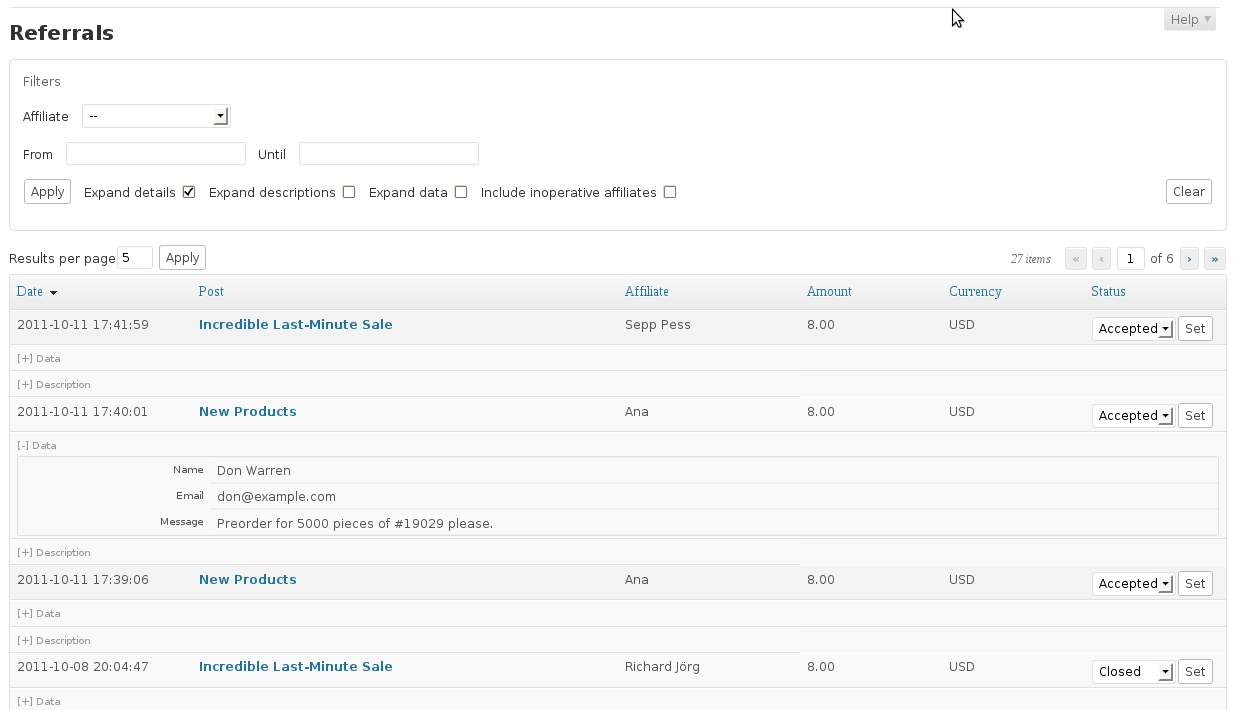 Help ▼
Referrals
Filters
Affiliate --
From Until
Apply Expand details Expand descriptions Expand data Include inoperative affiliates Clear
Results per page 5 Apply 27 items « ‹ 1 of 6 › »
Date Post Affiliate Amount Currency Status
2011-10-11 17:41:59 Incredible Last-Minute Sale Sepp Pess 8.00 USD Accepted Set
[+] Data
[+] Description
2011-10-11 17:40:01 New Products Ana 8.00 USD Accepted Set
[-] Data
Name Don Warren
Email don@example.com
Message Preorder for 5000 pieces of #19029 please.
[+] Description
2011-10-11 17:39:06 New Products Ana 8.00 USD Accepted Set
[+] Data
[+] Description
2011-10-08 20:04:47 Incredible Last-Minute Sale Richard Jörg 8.00 USD Closed Set
[+] Data